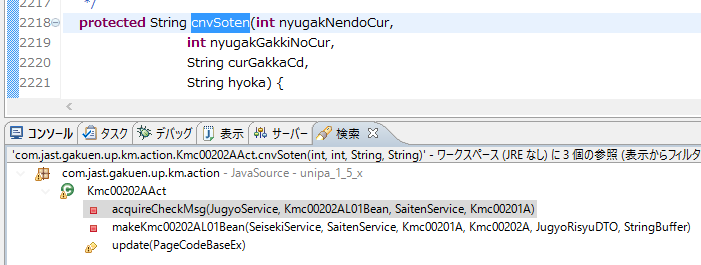 2217
*/
2218 protected String cnvSoten(int nyugakNendoCur,
2219 int nyugakGakkiNoCur,
2220 String curGakkaCd,
2221 String hyoka) {
コンソール タスク デバッグ 表示 サーバー 検索
'com.jast.gakuen.up.km.action.Kmc00202AAct.cnvSoten(int, int, String, String)' - ワークスペース (JRE なし) に 3 個の参照 (表示からフィルタ
com.jast.gakuen.up.km.action - JavaSource - unipa_1_5_x
Kmc00202AAct
acquireCheckMsg(JugyoService, Kmc00202AL01Bean, SaitenService, Kmc00201A)
makeKmc00202AL01Bean(SeisekiService, SaitenService, Kmc00201A, Kmc00202A, JugyoRisyuDTO, StringBuffer)
update(PageCodeBaseEx)